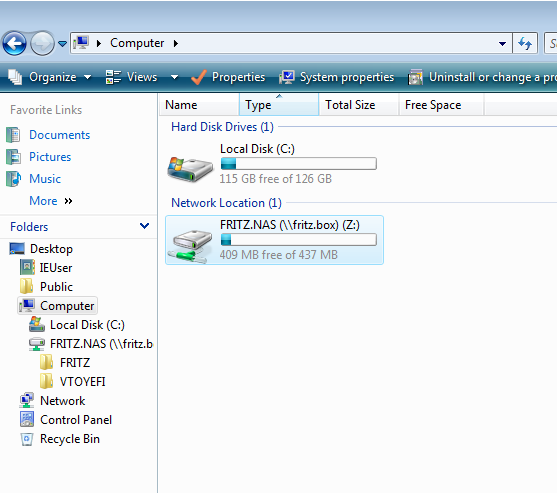 Computer
S
Organize Views Properties System properties Uninstall or change a pro
Favorite Links
Documents
Pictures
Music
More »
Folders
Desktop
IEUser
Public
Computer
Local Disk (C:)
FRITZ.NAS (\\fritz.b
FRITZ
VTOYEFI
Network
Control Panel
Recycle Bin
Name Type Total Size Free Space
Hard Disk Drives (1)
Local Disk (C:)
115 GB free of 126 GB
Network Location (1)
FRITZ.NAS (\\fritz.box) (Z:)
409 MB free of 437 MB